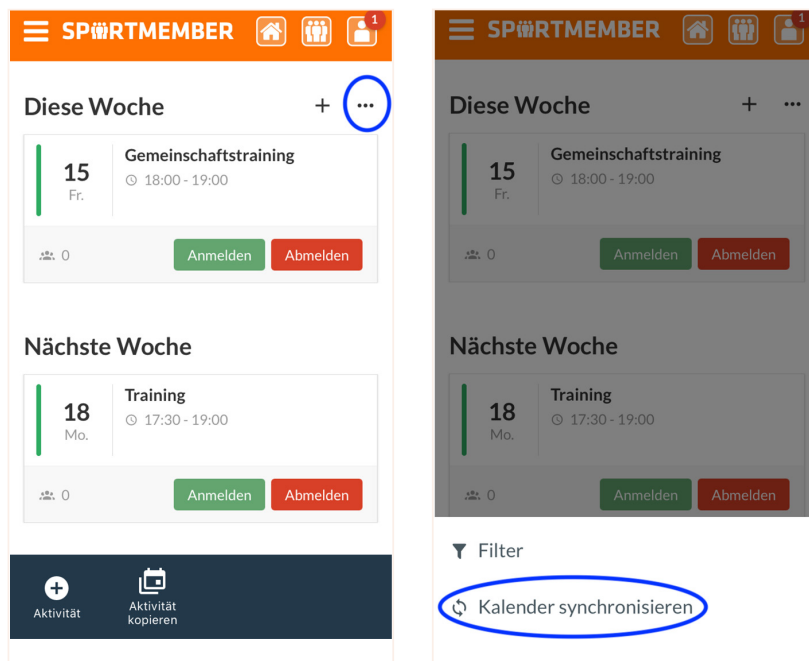 SPORTMEMBER
1
Diese Woche
+ ...
15
Fr.
Gemeinschaftstraining
18:00 - 19:00
0
Anmelden
Abmelden
Nächste Woche
18
Mo.
Training
17:30 - 19:00
0
Anmelden
Abmelden
Aktivität
Aktivität
kopieren
SPORTMEMBER
1
Diese Woche
+ ...
15
Fr.
Gemeinschaftstraining
18:00 - 19:00
0
Anmelden
Abmelden
Nächste Woche
18
Mo.
Training
17:30 - 19:00
0
Anmelden
Abmelden
Filter
Kalender synchronisieren